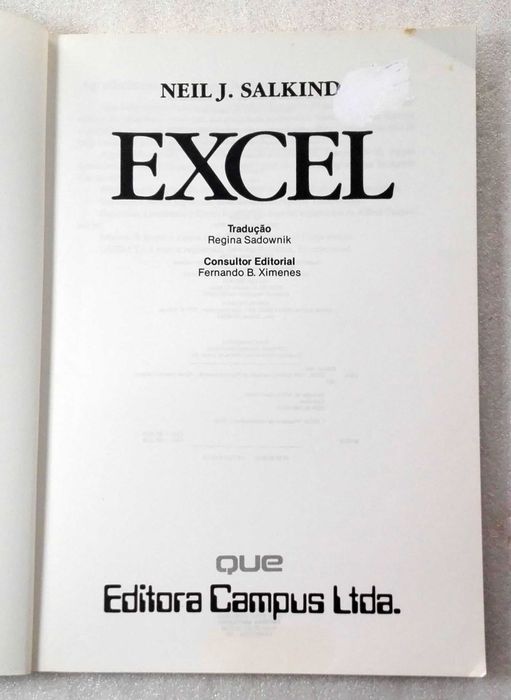 NEIL J. SALKIND
EXCEL
Tradução
Regina Sadownik
Consultor Editorial
Fernando B. Ximenes
que
Editora Campus Ltda.